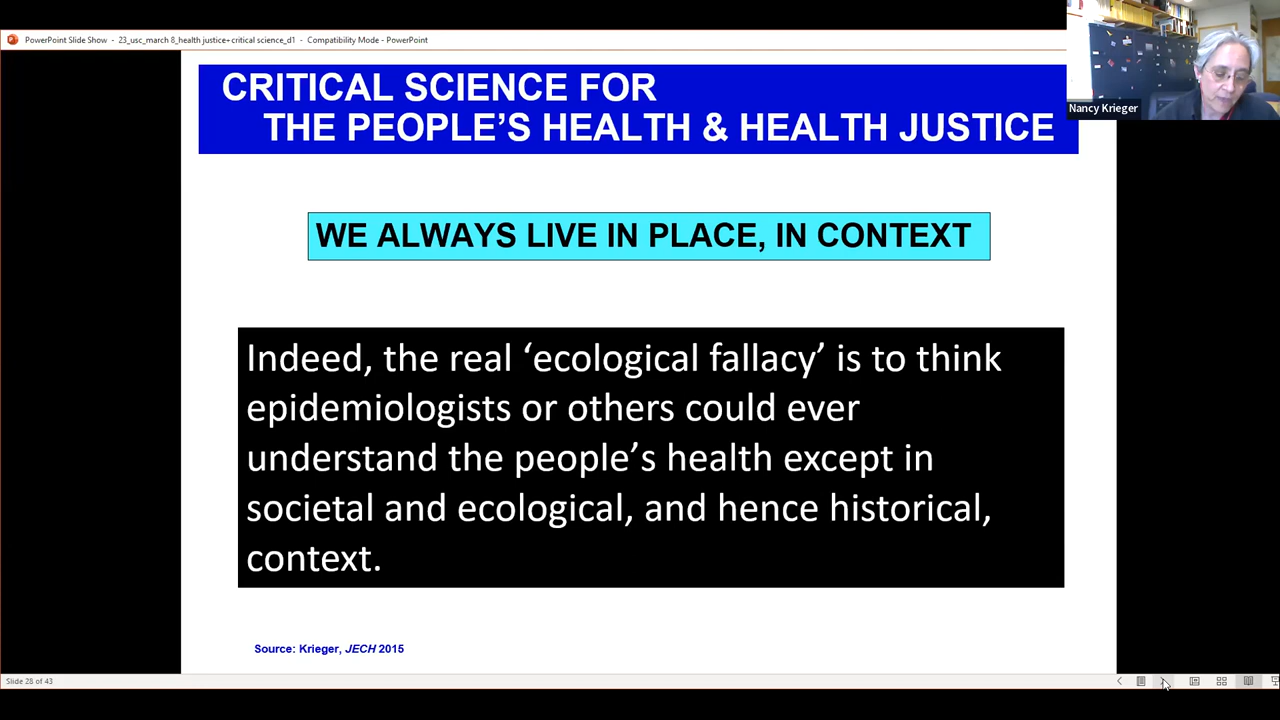 PowerPoint Slide Show - 23_usc_march 8_health justice+critical science_d1 - Compatibility Mode - PowerPoint
Nancy Krieger
CRITICAL SCIENCE FOR
THE PEOPLE'S HEALTH & HEALTH JUSTICE
WE ALWAYS LIVE IN PLACE, IN CONTEXT
Indeed, the real ‘ecological fallacy’ is to think
epidemiologists or others could ever
understand the people’s health except in
societal and ecological, and hence historical,
context.
Source: Krieger, JECH 2015
Slide 28 of 43